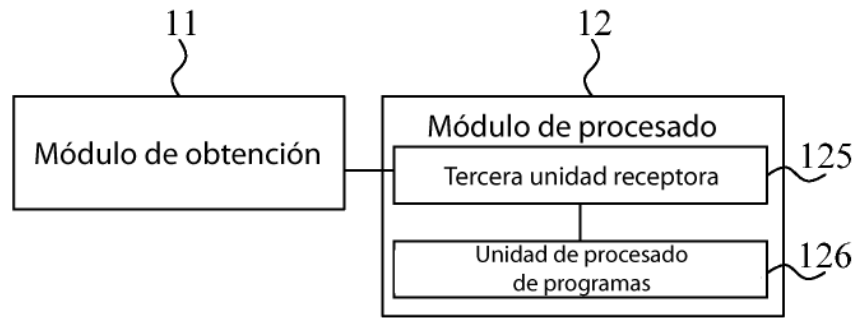 11
12
Módulo de obtención
Módulo de procesado
Tercera unidad receptora
125
Unidad de procesado
de programas
126